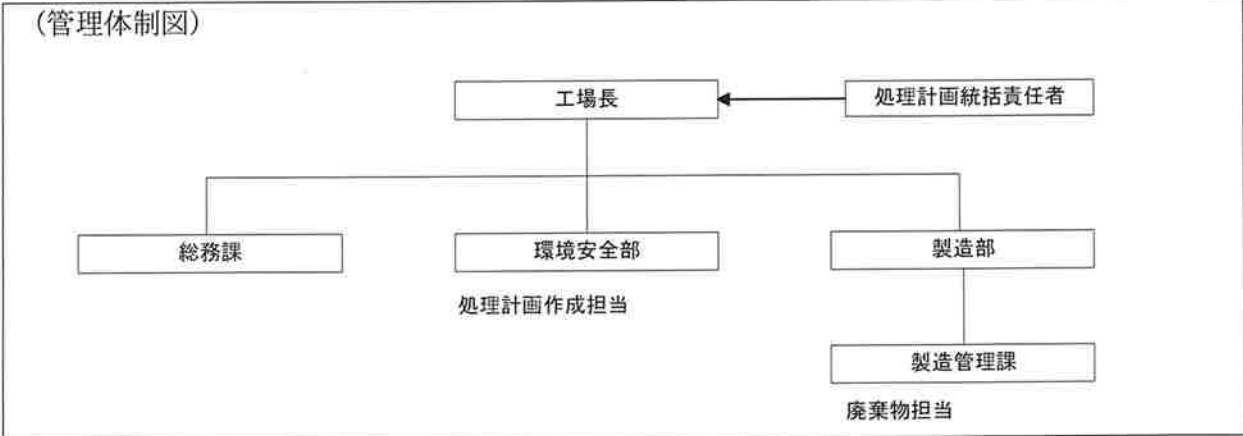 (管理体制図)
工場長
処理計画統括責任者
総務課
環境安全部
製造部
処理計画作成担当
製造管理課
廃棄物担当